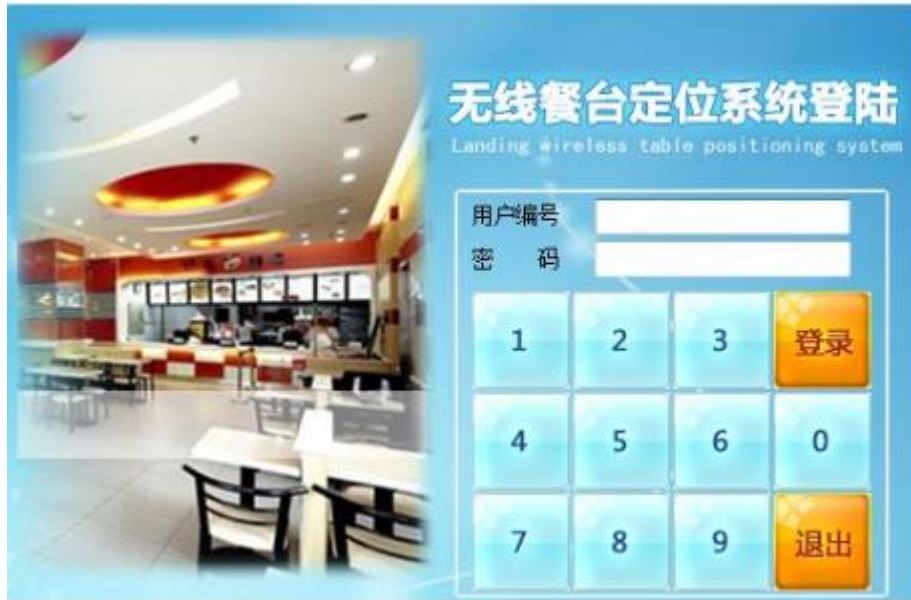 无线餐台定位系统登陆
Landing wireless table positioning system
用户编号
密 码
1 2 3 登录
4 5 6 0
7 8 9 退出